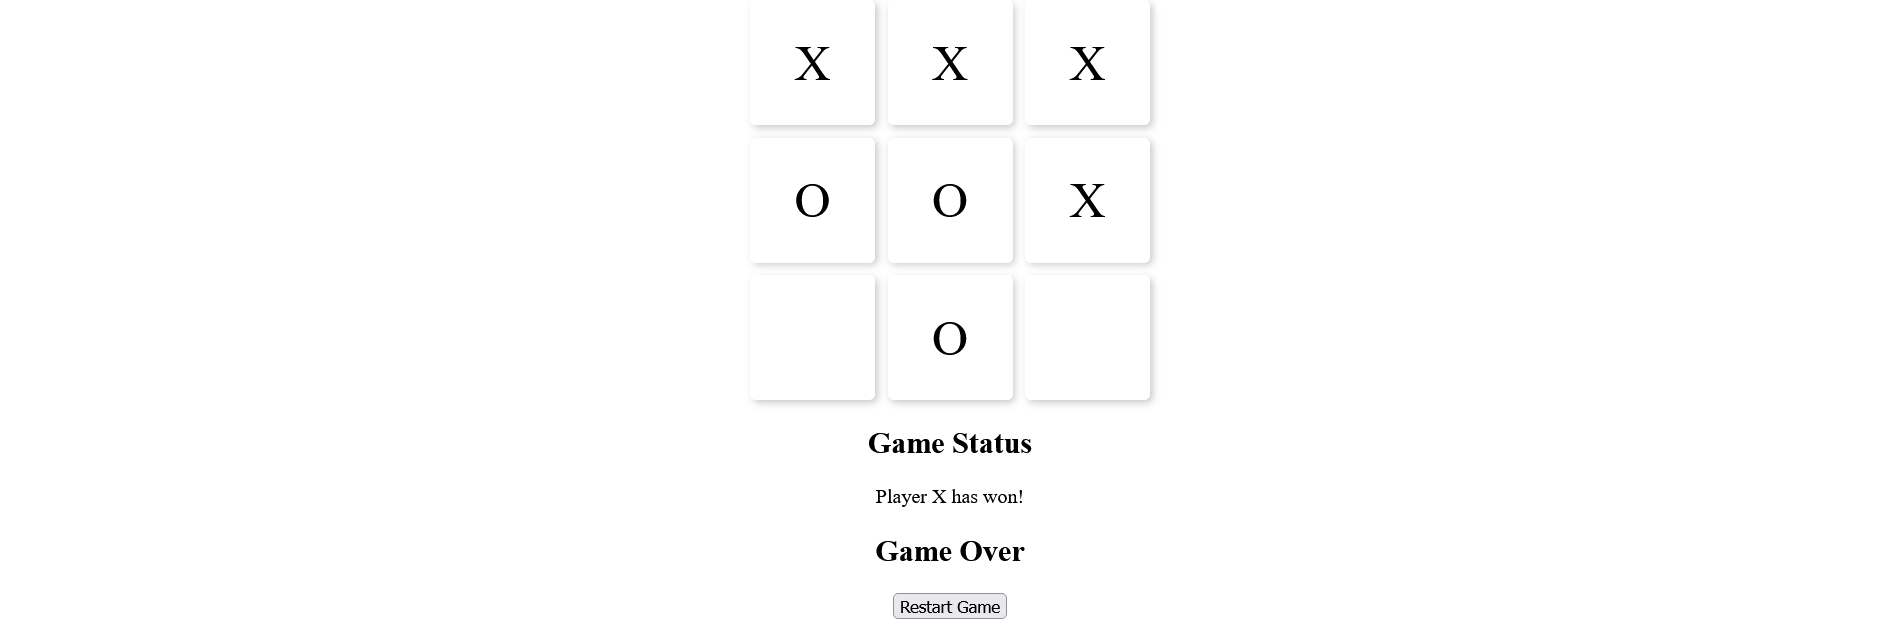 X X X
O O X
O
Game Status
Player X has won!
Game Over
Restart Game